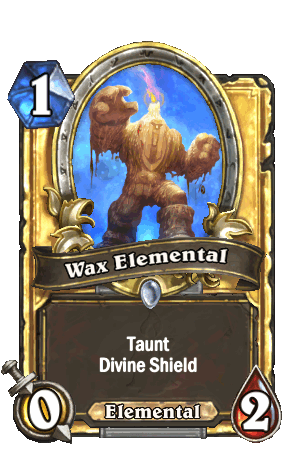 1
Wax Elemental
Taunt
Divine Shield
0
Elemental
2